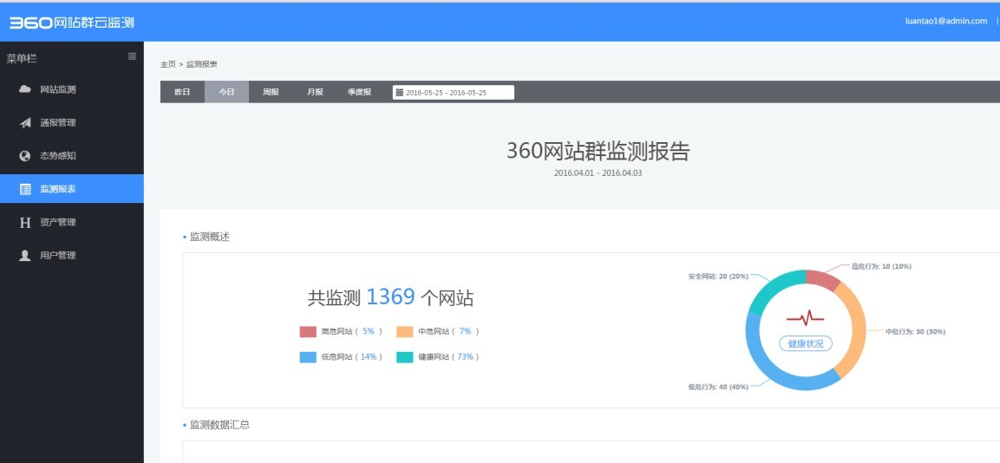 360网站群云监测
luantao1@admin.com
菜单栏
网站监测
通报管理
态势感知
监测报表
资产管理
用户管理
主页 > 监测报表
昨日 今日 周报 月报 季度报 2016-05-25 - 2016-05-25
360网站群监测报告
2016.04.01 - 2016.04.03
监测概述
共监测 1369 个网站
高危网站 ( 5% ) 中危网站 ( 7% )
低危网站 ( 14% ) 健康网站 ( 73% )
高危行为: 10 (10%)
安全网站: 20 (20%)
中危行为: 30 (30%)
健康状况
低危行为: 40 (40%)
监测数据汇总